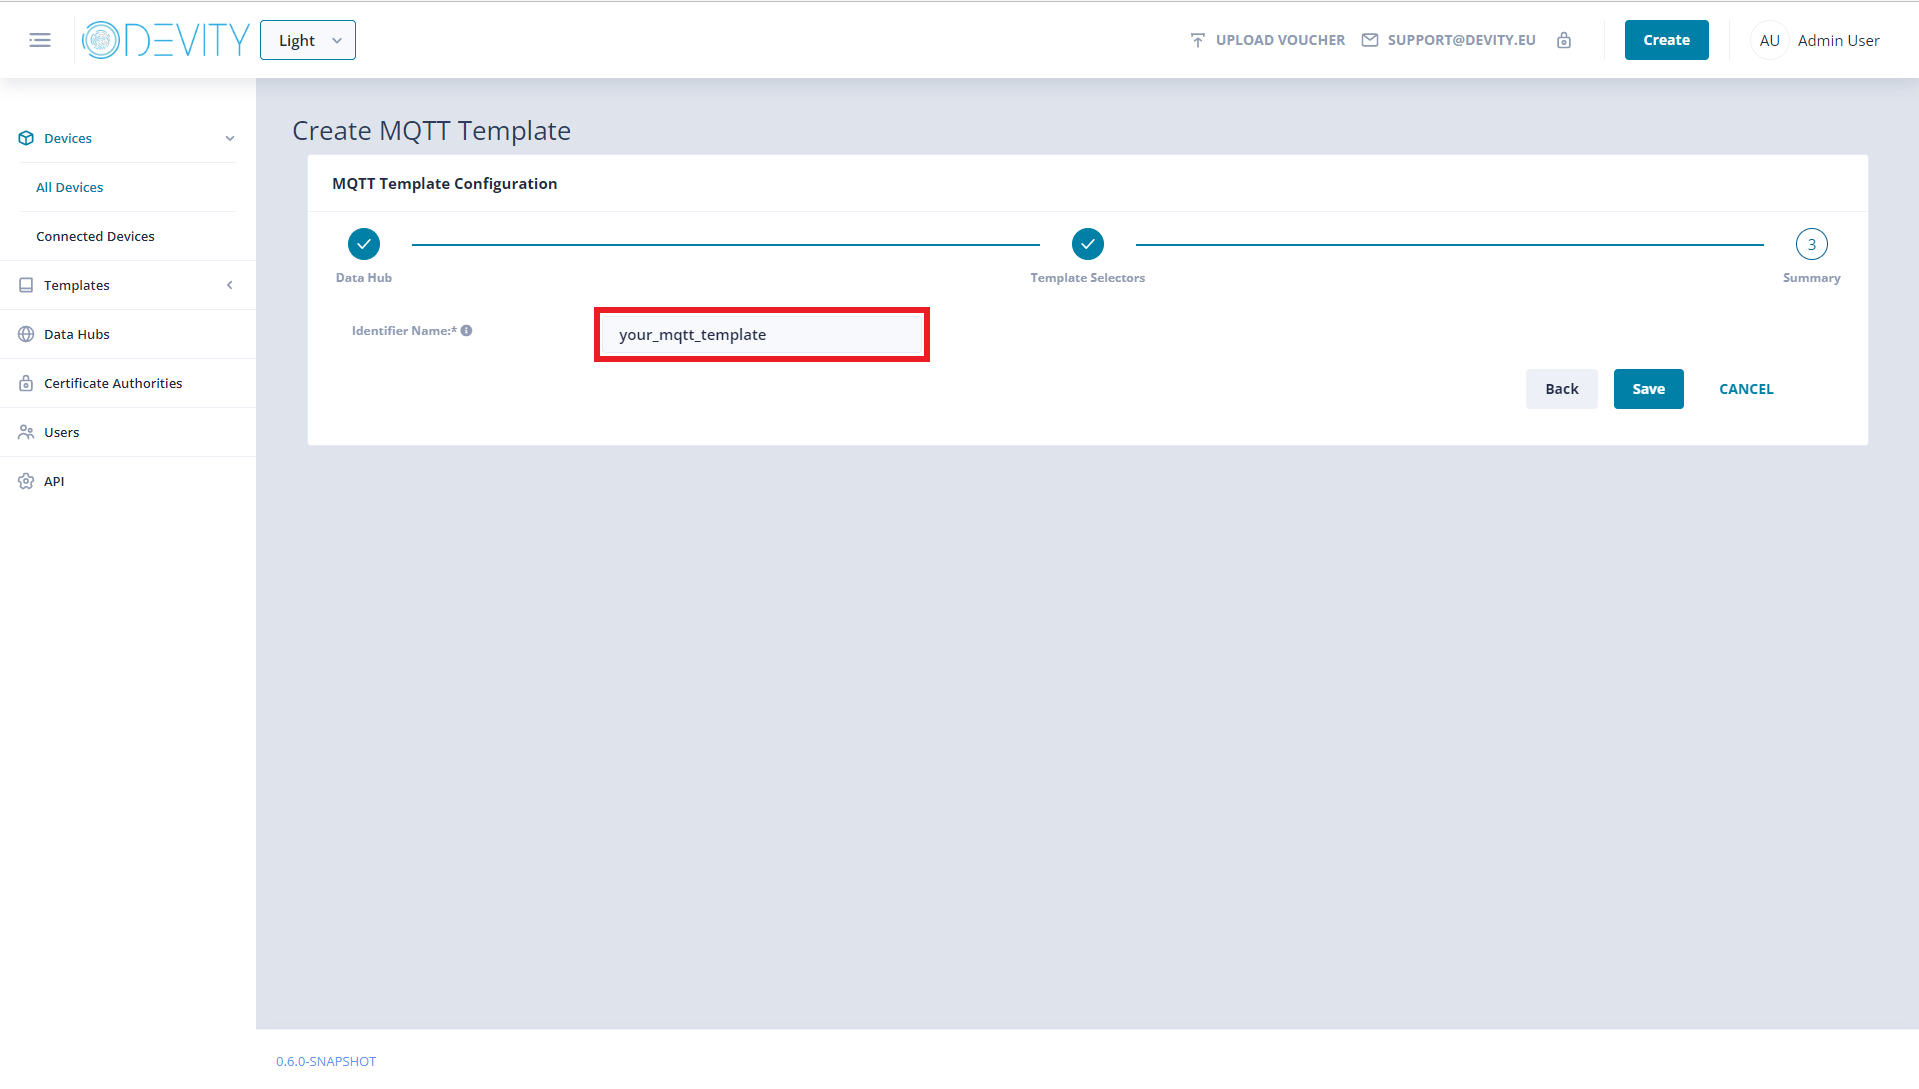 DEVITY
Light
UPLOAD VOUCHER
SUPPORT@DEVITY.EU
Create
AU
Admin User
Devices
All Devices
Connected Devices
Templates
Data Hubs
Certificate Authorities
Users
API
Create MQTT Template
MQTT Template Configuration
3
Data Hub
Template Selectors
Summary
Identifier Name:*
your_mqtt_template
Back
Save
CANCEL
0.6.0-SNAPSHOT